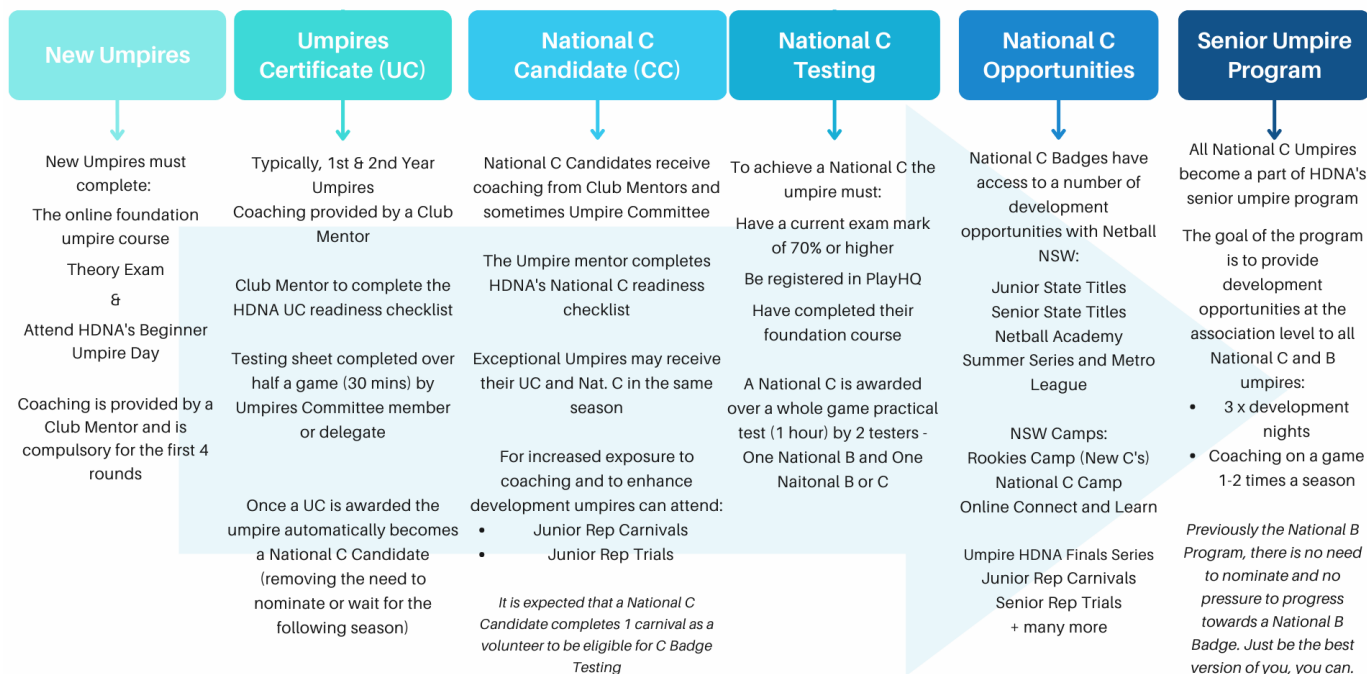 New Umpires
New Umpires must
complete:
The online foundation
umpire course
Theory Exam
&
Attend HDNA's Beginner
Umpire Day
Coaching is provided by a
Club Mentor and is
compulsory for the first 4
rounds
Umpires
Certificate (UC)
Typically, 1st & 2nd Year
Umpires
Coaching provided by a Club
Mentor
Club Mentor to complete the
HDNA UC readiness checklist
Testing sheet completed over
half a game (30 mins) by
Umpires Committee member
or delegate
Once a UC is awarded the
umpire automatically becomes
a National C Candidate
(removing the need to
nominate or wait for the
following season)
National C
Candidate (CC)
National C Candidates receive
coaching from Club Mentors and
sometimes Umpire Committee
The Umpire mentor completes
HDNA's National C readiness
checklist
Exceptional Umpires may receive
their UC and Nat. C in the same
season
For increased exposure to
coaching and to enhance
development umpires can attend:
• Junior Rep Carnivals
• Junior Rep Trials
It is expected that a National C
Candidate completes 1 carnival as a
volunteer to be eligible for C Badge
Testing
National C
Testing
To achieve a National C the
umpire must:
Have a current exam mark
of 70% or higher
Be registered in PlayHQ
Have completed their
foundation course
A National C is awarded
over a whole game practical
test (1 hour) by 2 testers -
One National B and One
Naitonal B or C
National C
Opportunities
National C Badges have
access to a number of
development
opportunities with Netball
NSW:
Junior State Titles
Senior State Titles
Netball Academy
Summer Series and Metro
League
NSW Camps:
Rookies Camp (New C's)
National C Camp
Online Connect and Learn
Umpire HDNA Finals Series
Junior Rep Carnivals
Senior Rep Trials
+ many more
Senior Umpire
Program
All National C Umpires
become a part of HDNA's
senior umpire program
The goal of the program
is to provide
development
opportunities at the
association level to all
National C and B
umpires:
• 3 x development
nights
• Coaching on a game
1-2 times a season
Previously the National B
Program, there is no need
to nominate and no
pressure to progress
towards a National B
Badge. Just be the best
version of you, you can.